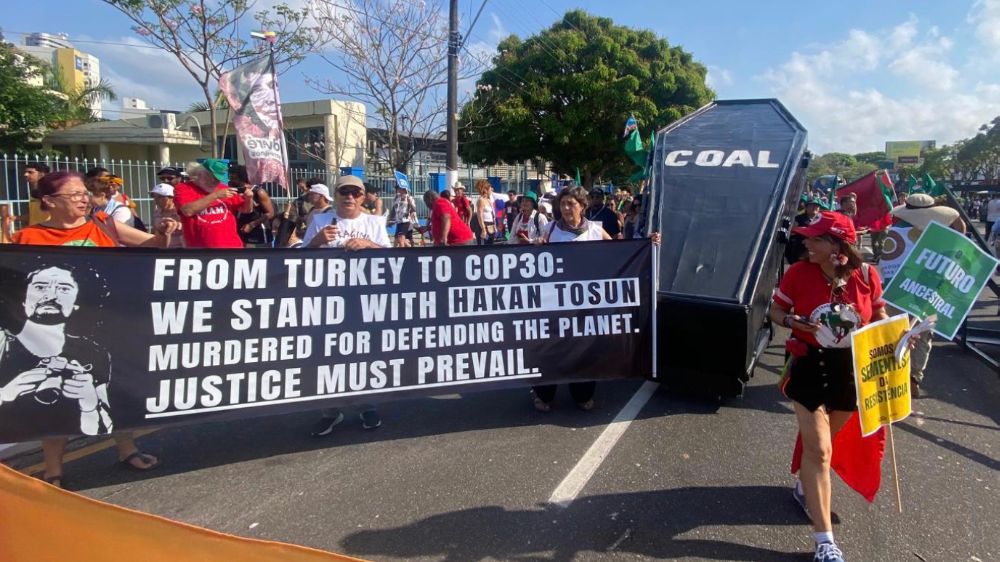 FROM TURKEY TO COP30:
WE STAND WITH HAKAN TOSUN
MURDERED FOR DEFENDING THE PLANET.
JUSTICE MUST PREVAIL.
COAL
FUTURO
ANCESTRAL
SOMOS
SEMENTES
DA
RESISTÊNCIA